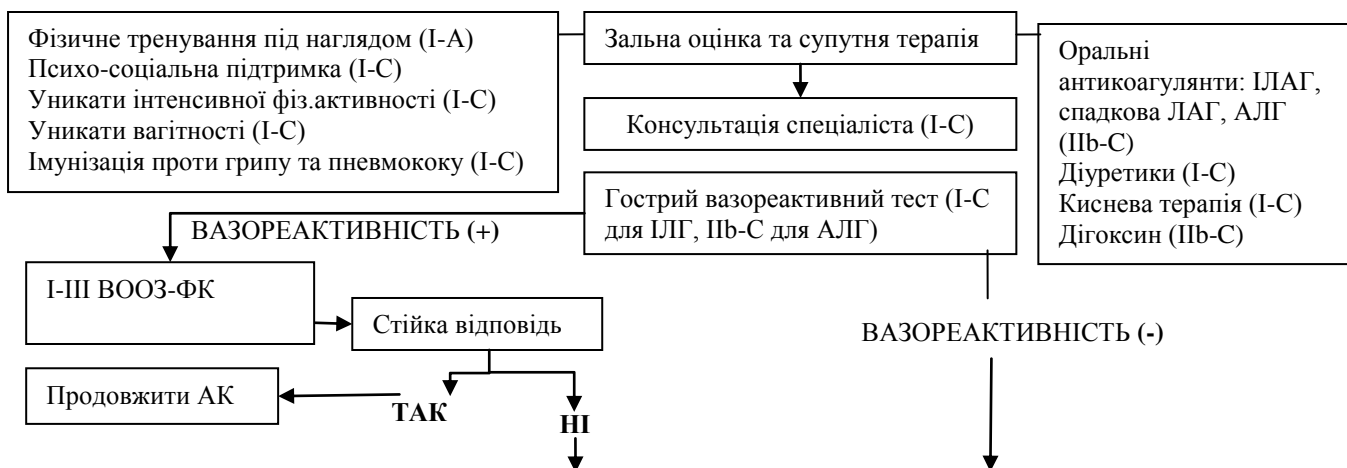 Фізичне тренування під наглядом (I-A)
Психо-соціальна підтримка (I-C)
Уникати інтенсивної фіз.активності (I-C)
Уникати вагітності (I-C)
Імунізація проти грипу та пневмококу (I-C)
Зальна оцінка та супутня терапія
Консультація спеціаліста (I-C)
Оральні
антикоагулянти: ІЛАГ,
спадкова ЛАГ, АЛГ
(IIb-C)
Діуретики (I-C)
Киснева терапія (I-C)
Дігоксин (IIb-C)
Гострий вазореактивний тест (I-C
для ІЛГ, IIb-C для АЛГ)
ВАЗОРЕАКТИВНІСТЬ (+)
I-III ВООЗ-ФК
Стійка відповідь
ВАЗОРЕАКТИВНІСТЬ (-)
Продовжити АК
ТАК
НІ